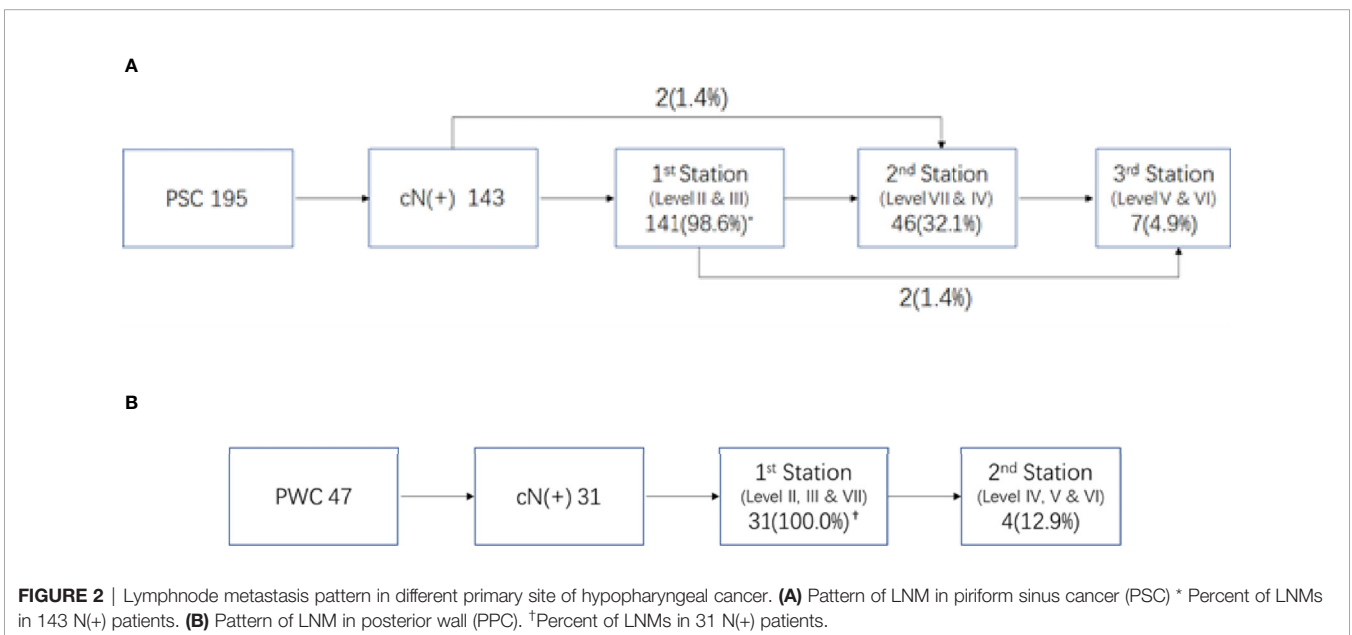 A
2(1.4%)
PSC 195
cN(+) 143
1st Station
(Level II & III)
141(98.6%)*
2nd Station
(Level VII & IV)
46(32.1%)
3rd Station
(Level V & VI)
7(4.9%)
2(1.4%)
B
PWC 47
cN(+) 31
1st Station
(Level II, III & VII)
31(100.0%)†
2nd Station
(Level IV, V & VI)
4(12.9%)
FIGURE 2 | Lymphnode metastasis pattern in different primary site of hypopharyngeal cancer. (A) Pattern of LNM in piriform sinus cancer (PSC) * Percent of LNMs
in 143 N(+) patients. (B) Pattern of LNM in posterior wall (PPC). †Percent of LNMs in 31 N(+) patients.